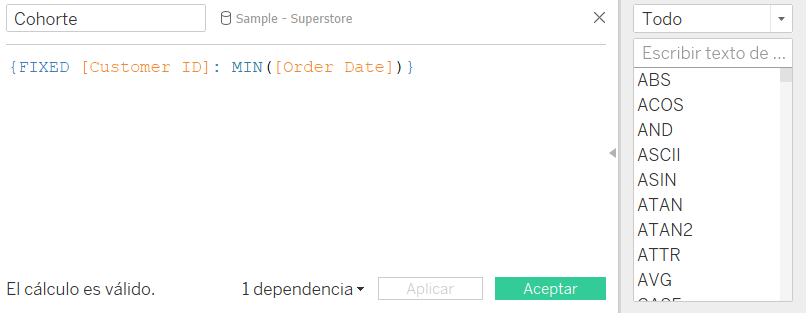 Cohorte
Sample - Superstore
{FIXED [Customer ID]: MIN([Order Date])}
El cálculo es válido.
1 dependencia
Aplicar
Aceptar
Todo
Escribir texto de ...
ABS
ACOS
AND
ASCII
ASIN
ATAN
ATAN2
ATTR
AVG
CASE